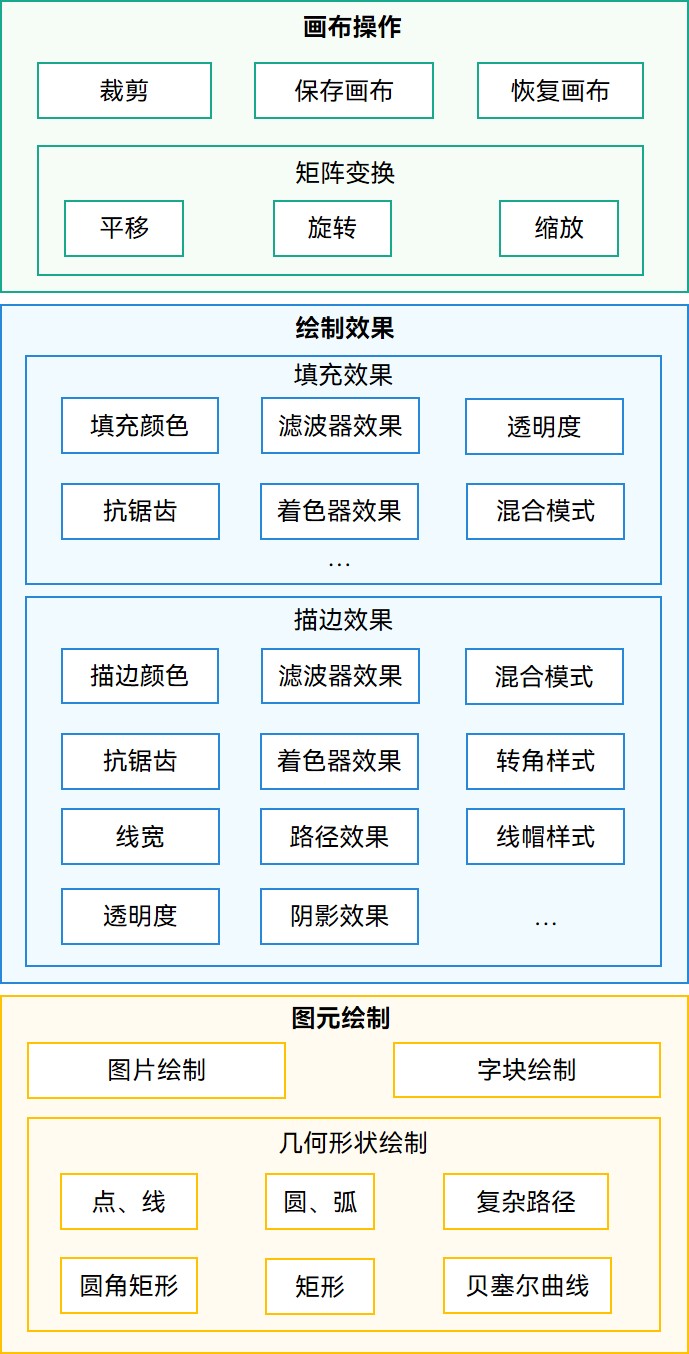 画布操作
裁剪 保存画布 恢复画布
矩阵变换
平移 旋转 缩放
绘制效果
填充效果
填充颜色 滤波器效果 透明度
抗锯齿 着色器效果 混合模式
…
描边效果
描边颜色 滤波器效果 混合模式
抗锯齿 着色器效果 转角样式
线宽 路径效果 线帽样式
透明度 阴影效果 …
图元绘制
图片绘制 字块绘制
几何形状绘制
点、线 圆、弧 复杂路径
圆角矩形 矩形 贝塞尔曲线